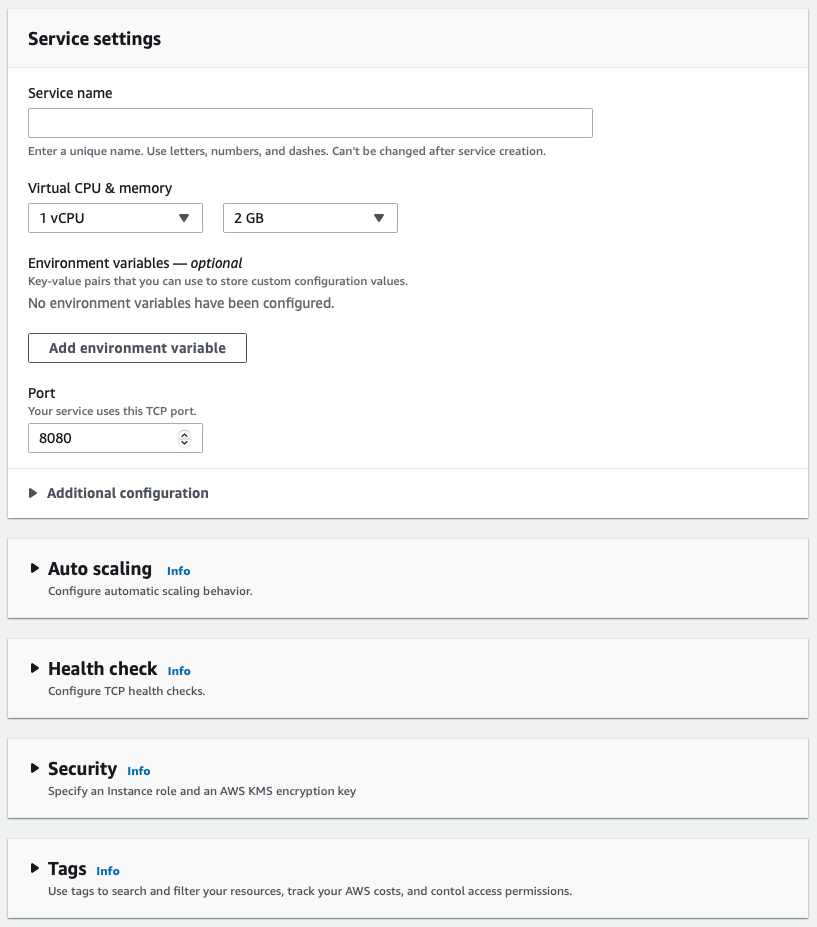 Service settings
Service name
Enter a unique name. Use letters, numbers, and dashes. Can't be changed after service creation.
Virtual CPU & memory
1 vCPU 2 GB
Environment variables — optional
Key-value pairs that you can use to store custom configuration values.
No environment variables have been configured.
Add environment variable
Port
Your service uses this TCP port.
8080
Additional configuration
Auto scaling Info
Configure automatic scaling behavior.
Health check Info
Configure TCP health checks.
Security Info
Specify an Instance role and an AWS KMS encryption key
Tags Info
Use tags to search and filter your resources, track your AWS costs, and contol access permissions.